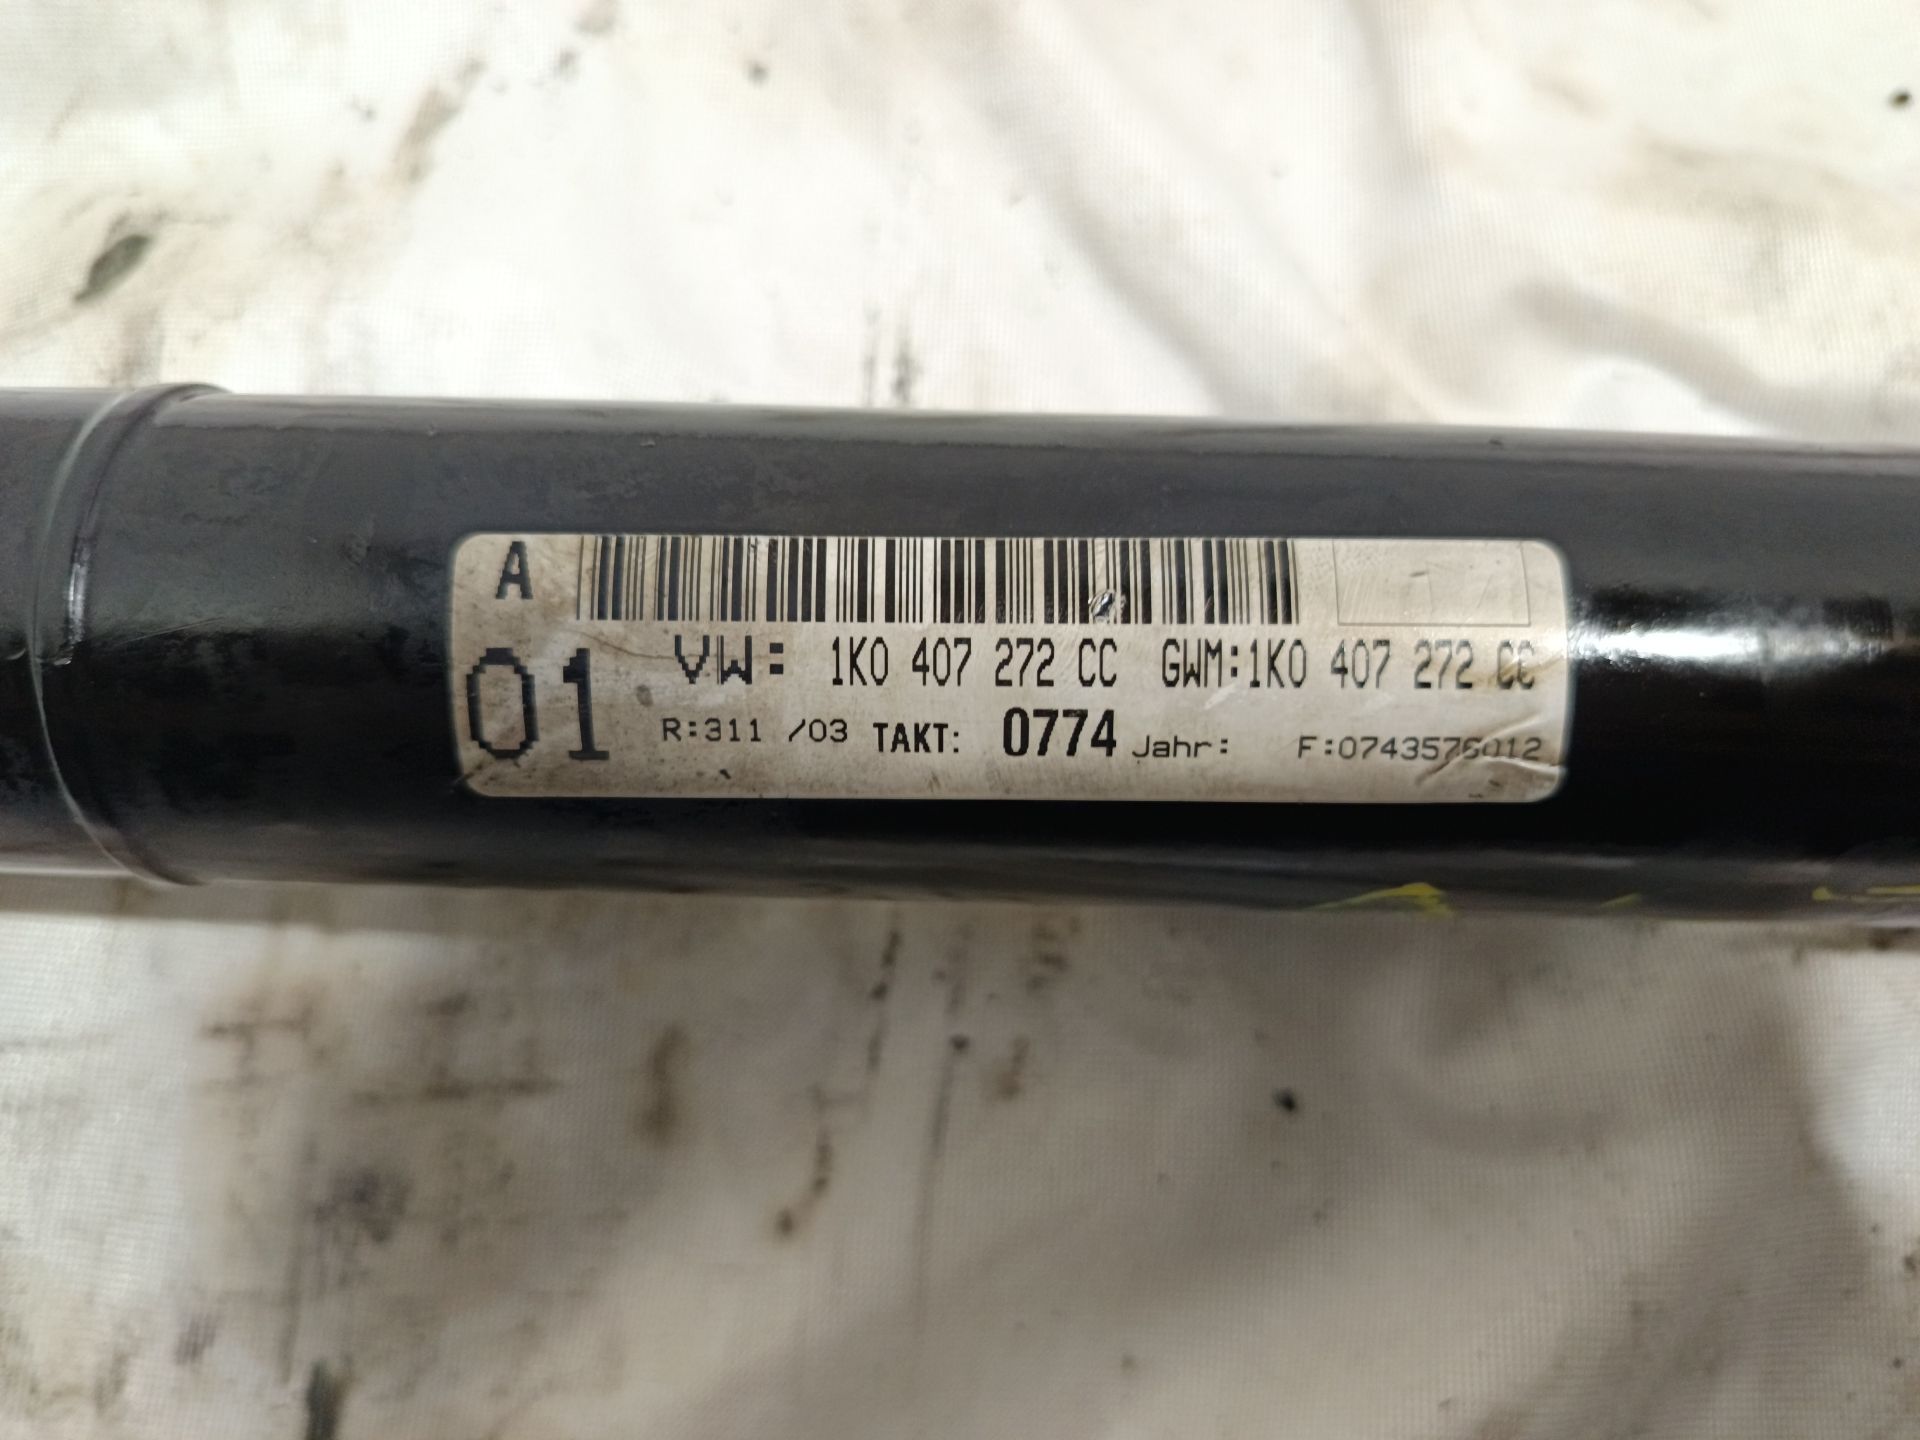 A
01
VW: 1K0 407 272 CC GWM:1K0 407 272 CC
R:311 /03 TAKT: 0774 Jahr: F:0743576012